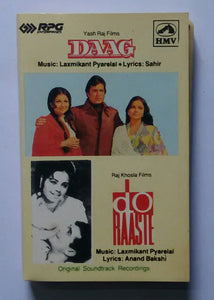 RPG
HMV
Yash Raj Films
DAAG
Music: Laxmikant Pyarelal • Lyrics: Sahir
Raj Khosla Films
do
RAASTE
Music: Laxmikant Pyarelal
Lyrics: Anand Bakshi
Original Soundtrack Recordings